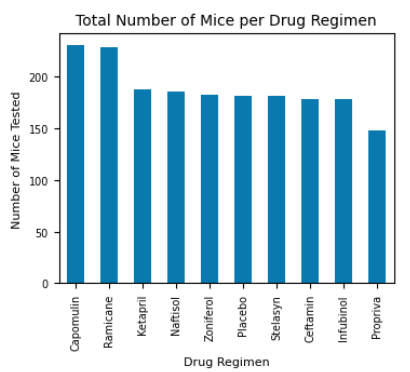 Total Number of Mice per Drug Regimen
Number of Mice Tested
200
150
100
50
0
Capomulin
Ramicane
Ketapril
Naftisol
Zoniferol
Placebo
Stelasyn
Ceftamin
Infubinol
Propriva
Drug Regimen